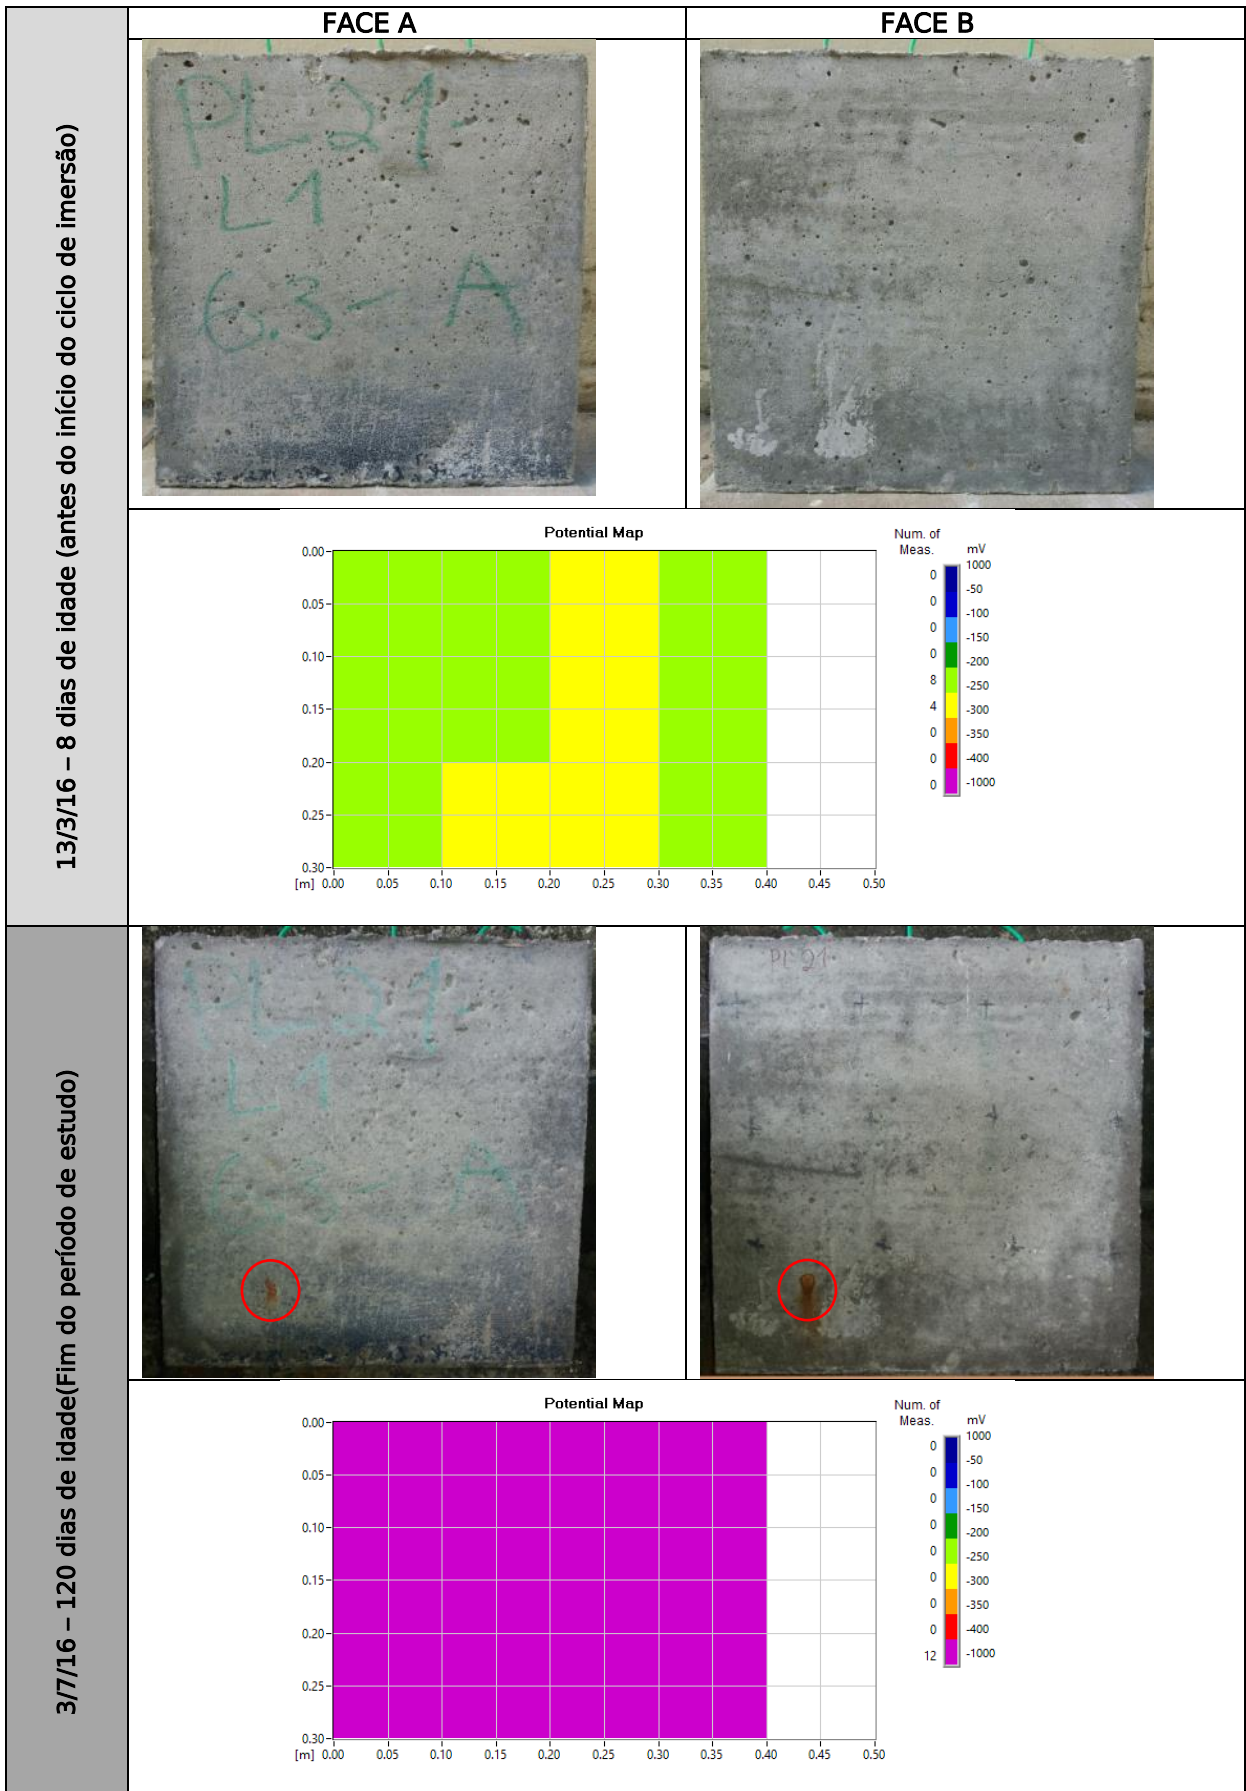 FACE A
FACE B
13/3/16 – 8 dias de idade (antes do início do ciclo de imersão)
PL21-
L1
6.3 - A
Potential Map
Num. of
Meas.
mV
0.00
0.05
0.10
0.15
0.20
0.25
0.30
[m] 0.00 0.05 0.10 0.15 0.20 0.25 0.30 0.35 0.40 0.45 0.50
1000
0
-50
0
-100
0
-150
0
-200
8
-250
4
-300
0
-350
0
-400
0
-1000
3/7/16 – 120 dias de idade(Fim do período de estudo)
PL21-
L1
6.3 - A
PL21
Potential Map
Num. of
Meas.
mV
0.00
0.05
0.10
0.15
0.20
0.25
0.30
[m] 0.00 0.05 0.10 0.15 0.20 0.25 0.30 0.35 0.40 0.45 0.50
1000
0
-50
0
-100
0
-150
0
-200
0
-250
0
-300
0
-350
0
-400
12
-1000